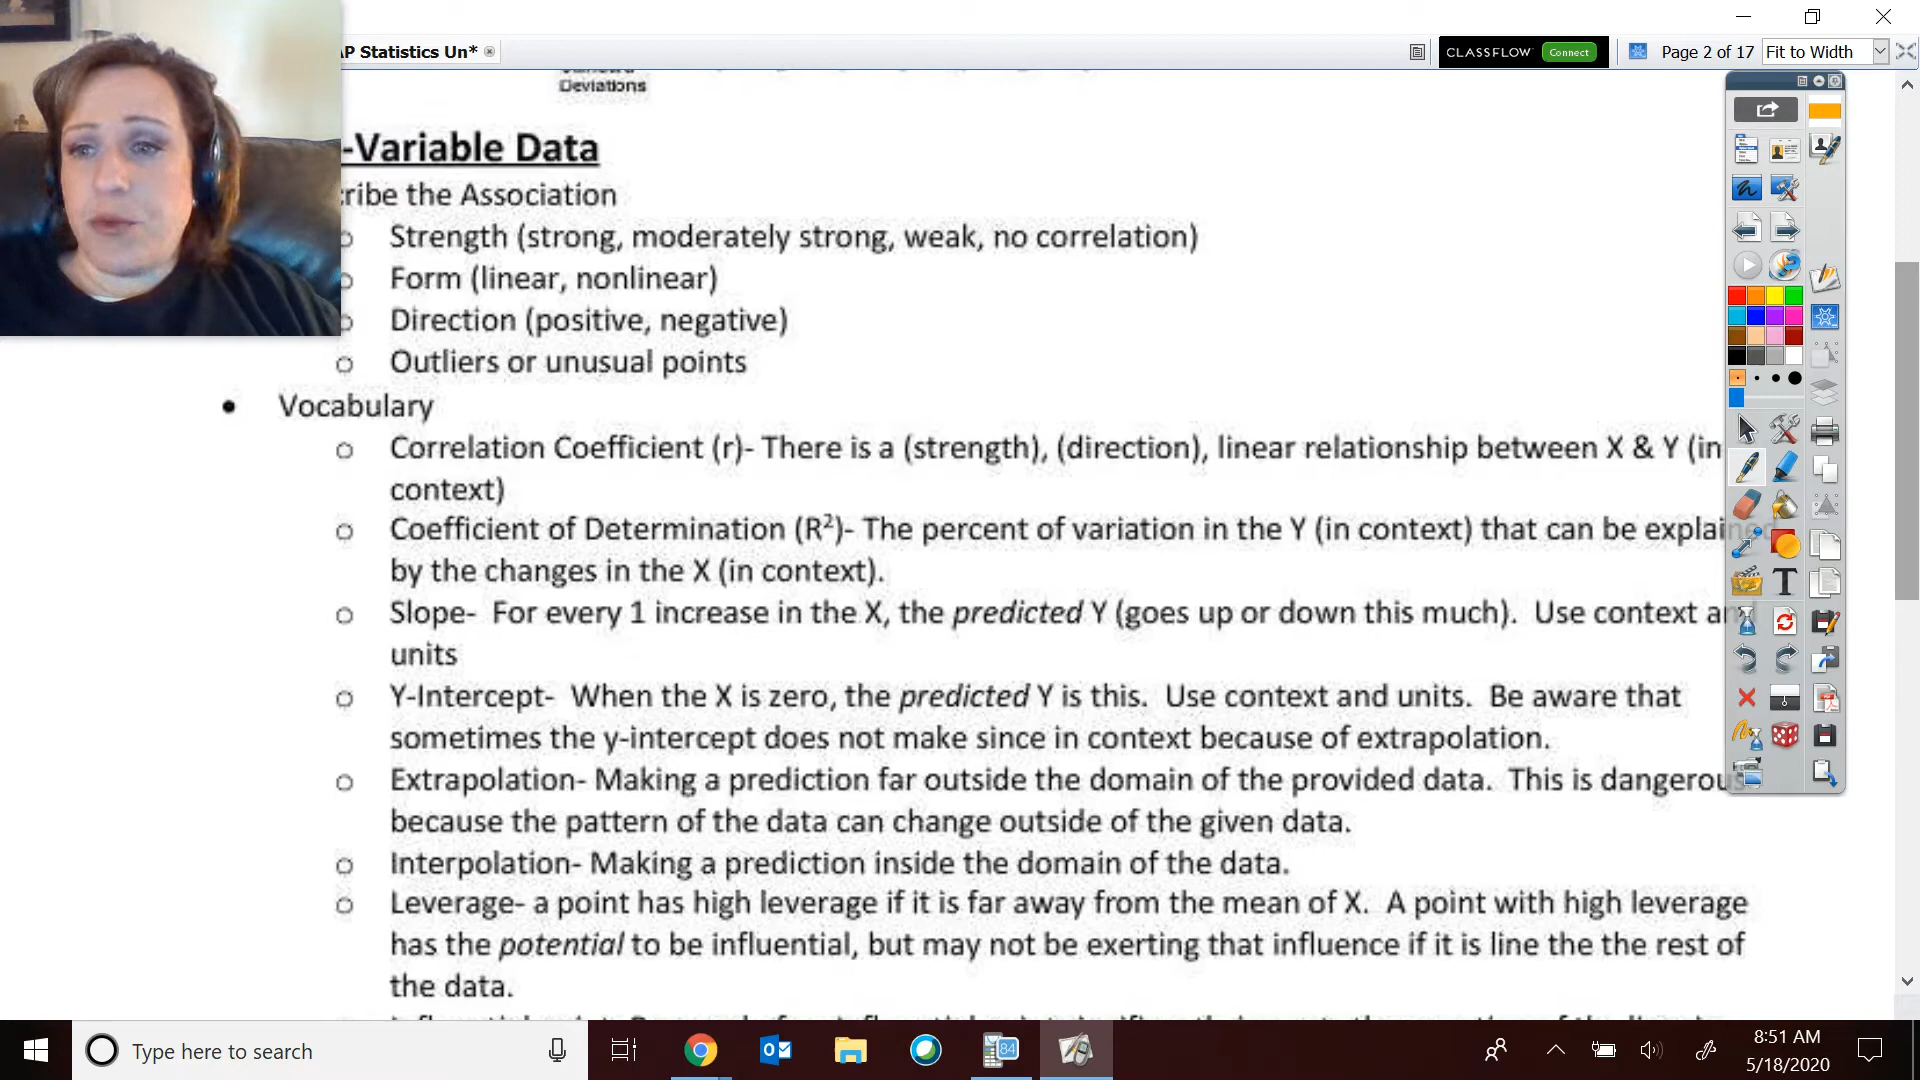 AP Statistics Un*
CLASSFLOW Connect
Page 2 of 17
Fit to Width
Deviations
-Variable Data
cribe the Association
o Strength (strong, moderately strong, weak, no correlation)
o Form (linear, nonlinear)
o Direction (positive, negative)
o Outliers or unusual points
• Vocabulary
o Correlation Coefficient (r)- There is a (strength), (direction), linear relationship between X & Y (in
context)
o Coefficient of Determination (R²)- The percent of variation in the Y (in context) that can be explained
by the changes in the X (in context).
o Slope- For every 1 increase in the X, the predicted Y (goes up or down this much). Use context and
units
o Y-Intercept- When the X is zero, the predicted Y is this. Use context and units. Be aware that
sometimes the y-intercept does not make since in context because of extrapolation.
o Extrapolation- Making a prediction far outside the domain of the provided data. This is dangerous
because the pattern of the data can change outside of the given data.
o Interpolation- Making a prediction inside the domain of the data.
o Leverage- a point has high leverage if it is far away from the mean of X. A point with high leverage
has the potential to be influential, but may not be exerting that influence if it is line the the rest of
the data.
Type here to search
84
8:51 AM
5/18/2020